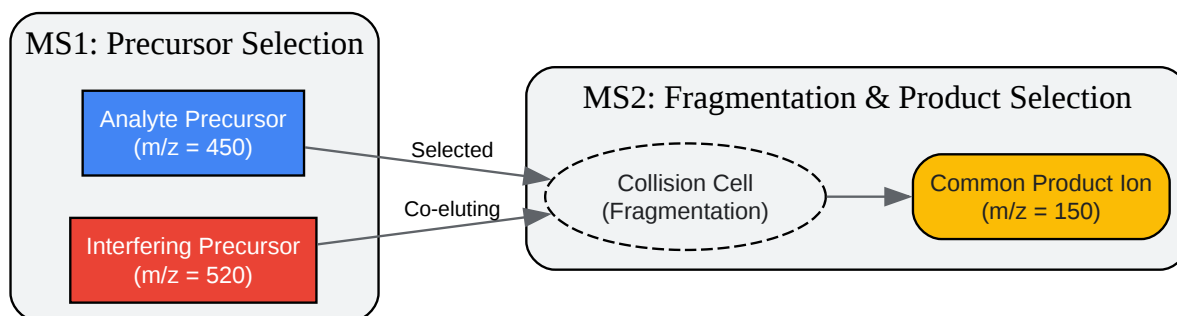 MS1: Precursor Selection
Analyte Precursor
(m/z = 450)
Interfering Precursor
(m/z = 520)
Selected
Co-eluting
MS2: Fragmentation & Product Selection
Collision Cell
(Fragmentation)
Common Product Ion
(m/z = 150)